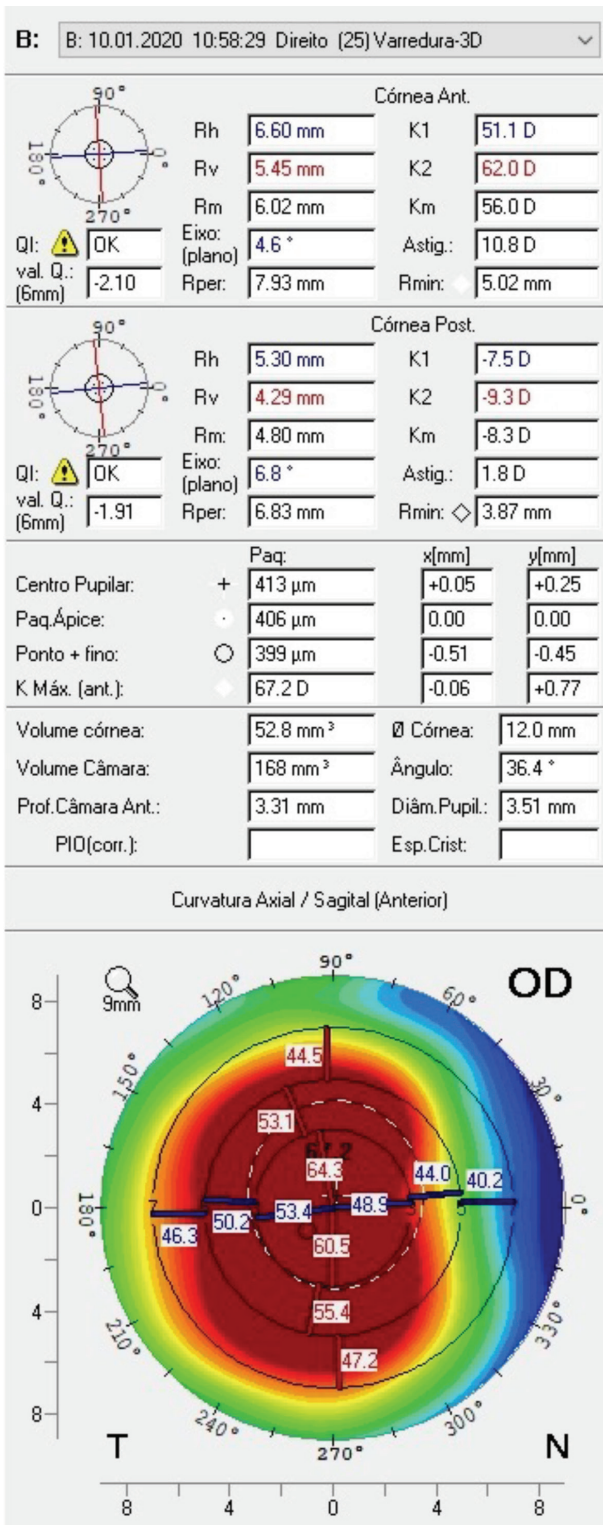 B: B: 10.01.2020 10:58:29 Direito (25) Varredura-3D
Córnea Ant.
90°
180° 0°
270°
Rh 6.60 mm K1 51.1 D
Rv 5.45 mm K2 62.0 D
Rm 6.02 mm Km 56.0 D
QI: OK Eixo: (plano) 4.6 ° Astig.: 10.8 D
val. Q.: (6mm) -2.10 Rper: 7.93 mm Rmin: 5.02 mm
Córnea Post.
90°
180° 0°
270°
Rh 5.30 mm K1 -7.5 D
Rv 4.29 mm K2 -9.3 D
Rm: 4.80 mm Km -8.3 D
QI: OK Eixo: (plano) 6.8 ° Astig.: 1.8 D
val. Q.: (6mm) -1.91 Rper: 6.83 mm Rmin: 3.87 mm
Paq: x[mm] y[mm]
Centro Pupilar: + 413 µm +0.05 +0.25
Paq.Ápice: 406 µm 0.00 0.00
Ponto + fino: 399 µm -0.51 -0.45
K Máx. (ant.): 67.2 D -0.06 +0.77
Volume córnea: 52.8 mm³ Ø Córnea: 12.0 mm
Volume Câmara: 168 mm³ Ângulo: 36.4 °
Prof.Câmara Ant.: 3.31 mm Diâm.Pupil.: 3.51 mm
PIO(corr.): Esp.Crist:
Curvatura Axial / Sagital (Anterior)
9mm
OD
90°
120° 60°
150° 30°
180° 0°
210° 330°
240° 300°
270°
44.5
53.1
64.3 44.0 40.2
46.3 50.2 53.4 48.9
60.5
55.4
47.2
8
4
0
4
8
T N
8 4 0 4 8